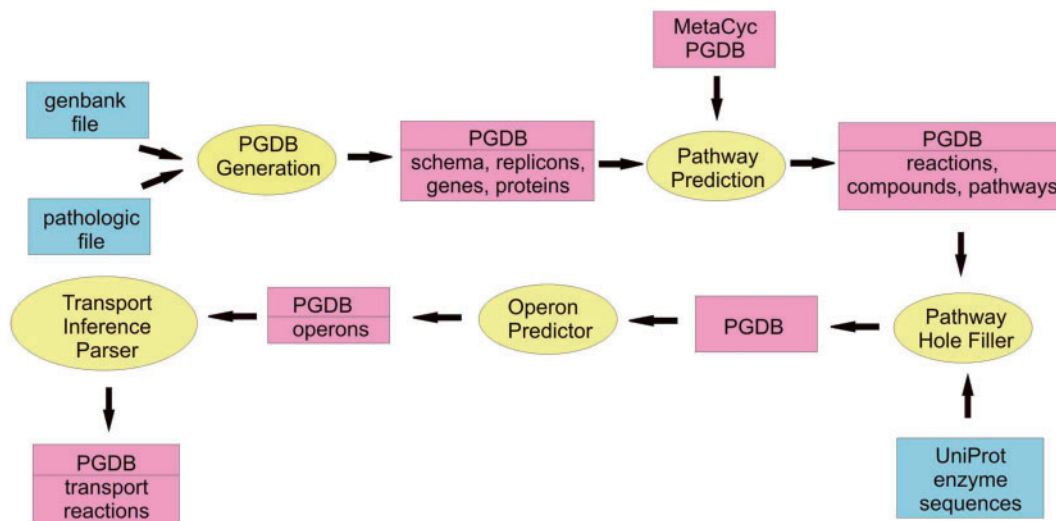 MetaCyc
PGDB
genbank
file
PGDB
Generation
PGDB
schema, replicons,
genes, proteins
Pathway
Prediction
PGDB
reactions,
compounds, pathways
pathologic
file
Transport
Inference
Parser
PGDB
operons
Operon
Predictor
PGDB
Pathway
Hole Filler
PGDB
transport
reactions
UniProt
enzyme
sequences